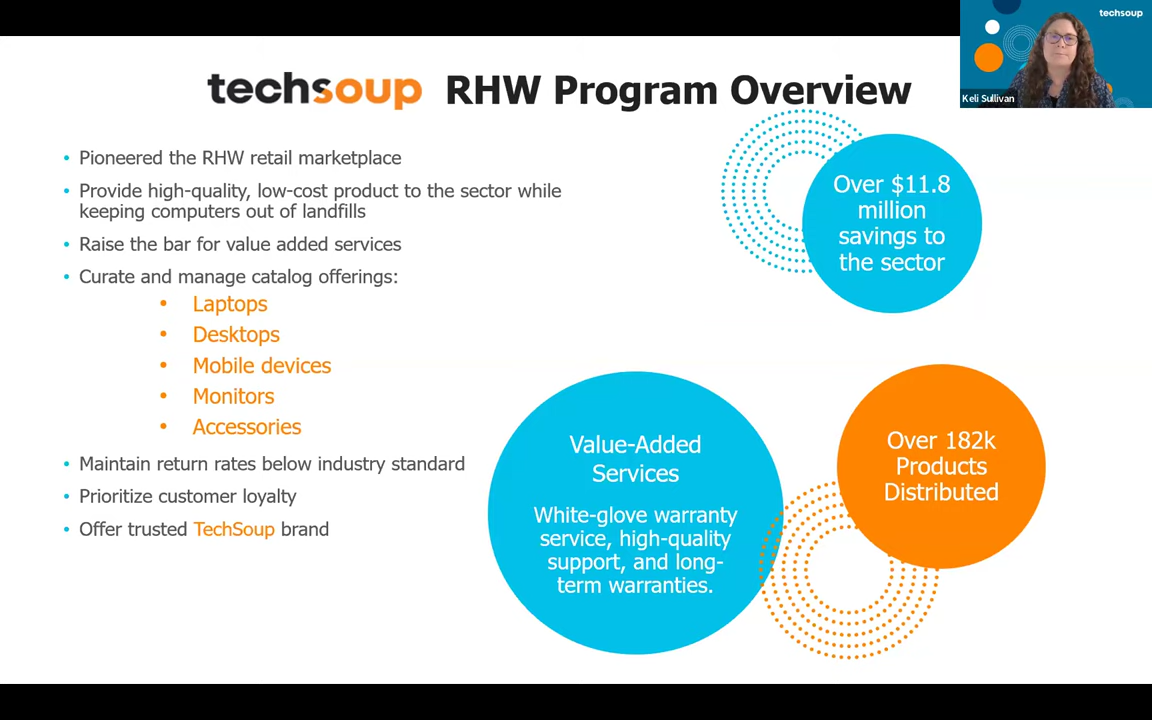 techsoup
Keli Sullivan
techsoup RHW Program Overview
• Pioneered the RHW retail marketplace
• Provide high-quality, low-cost product to the sector while
keeping computers out of landfills
• Raise the bar for value added services
• Curate and manage catalog offerings:
• Laptops
• Desktops
• Mobile devices
• Monitors
• Accessories
• Maintain return rates below industry standard
• Prioritize customer loyalty
• Offer trusted TechSoup brand
Over $11.8
million
savings to
the sector
Value-Added
Services
White-glove warranty
service, high-quality
support, and long-
term warranties.
Over 182k
Products
Distributed